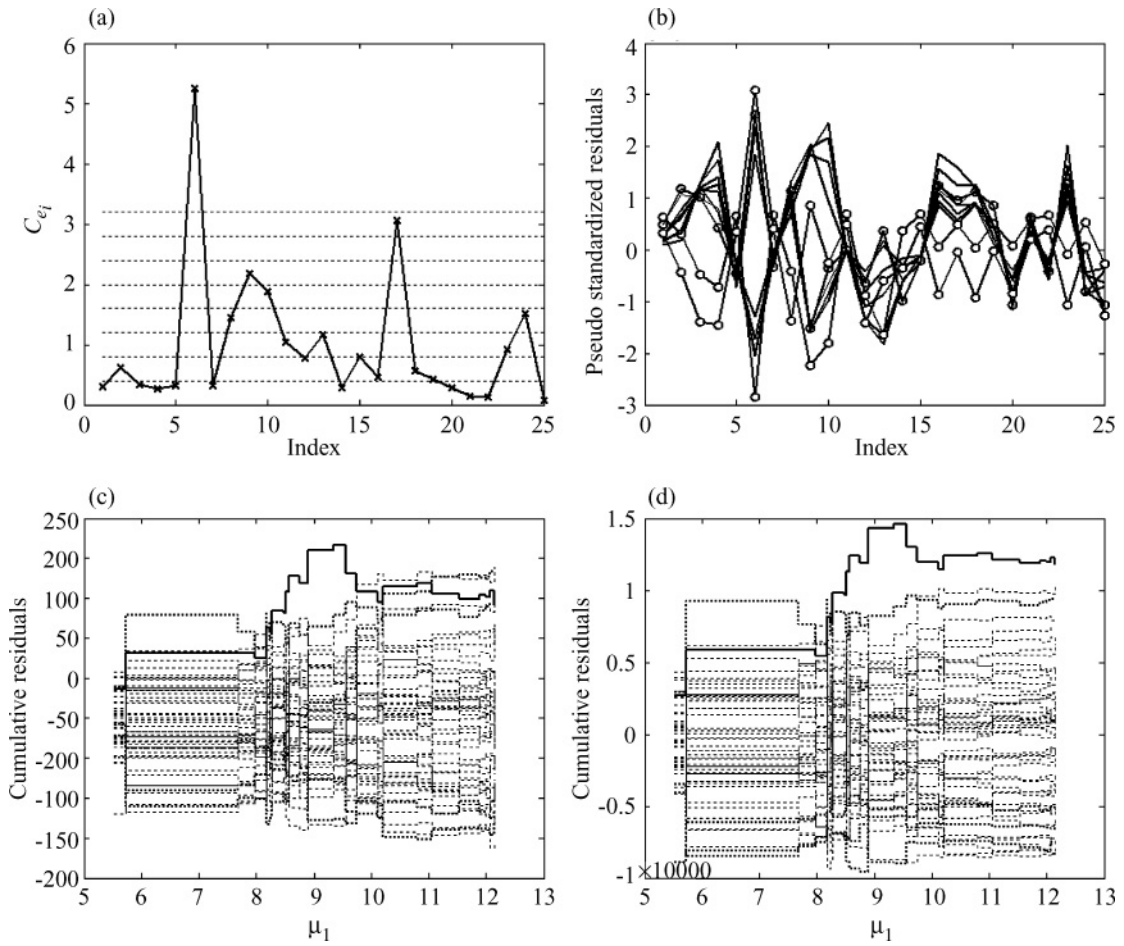 (a)
6
5
4
3
2
1
0
C_{e_i}
0 5 10 15 20 25
Index
(b)
4
3
2
1
0
-1
-2
-3
Pseudo standardized residuals
0 5 10 15 20 25
Index
(c)
250
200
200
100
50
0
-50
-200
-100
-150
-200
Cumulative residuals
5 6 7 8 9 10 11 12 13
μ₁
(d)
1.5
1
0.5
0
-0.5
-1×10000
Cumulative residuals
5 6 7 8 9 10 11 12 13
μ₁